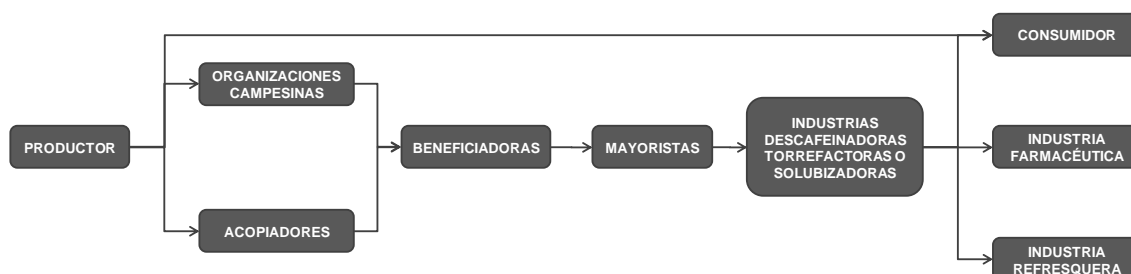 CONSUMIDOR
ORGANIZACIONES
CAMPESINAS
PRODUCTOR
BENEFICIADORAS
MAYORISTAS
INDUSTRIAS
DESCAFEINADORAS
TORREFACTORAS O
SOLUBIZADORAS
INDUSTRIA
FARMACÉUTICA
ACOPIADORES
INDUSTRIA
REFRESQUERA